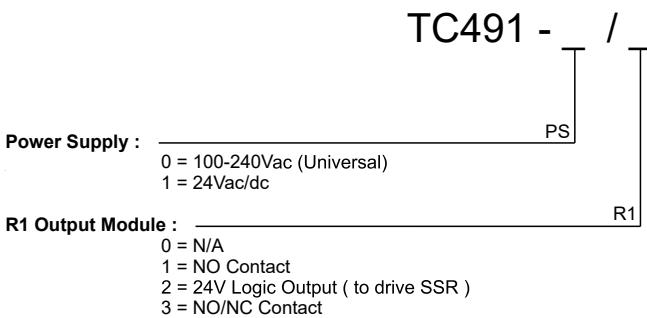 TC491 - _ / _
PS
Power Supply :
0 = 100-240Vac (Universal)
1 = 24Vac/dc
R1
R1 Output Module :
0 = N/A
1 = NO Contact
2 = 24V Logic Output ( to drive SSR )
3 = NO/NC Contact